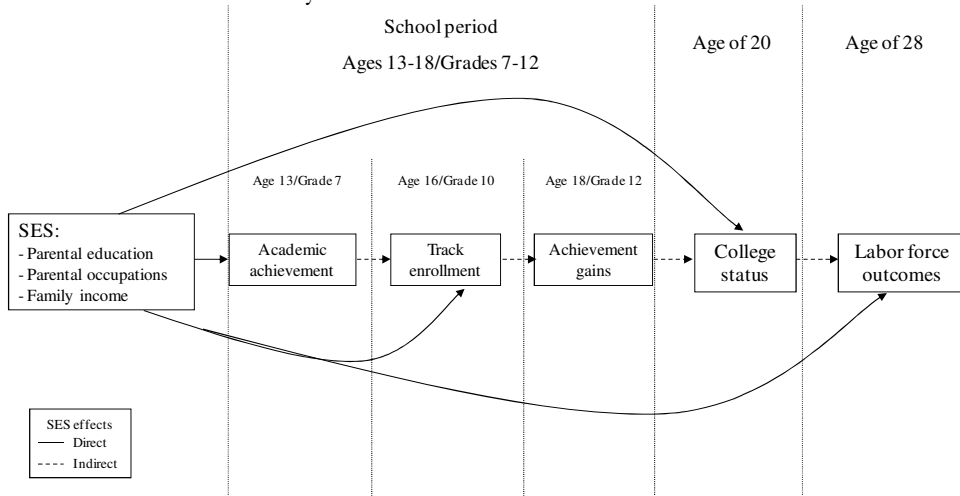 School period
Ages 13-18/Grades 7-12
Age of 20
Age of 28
Age 13/Grade 7
Age 16/Grade 10
Age 18/Grade 12
SES:
- Parental education
- Parental occupations
- Family income
Academic
achievement
Track
enrollment
Achievement
gains
College
status
Labor force
outcomes
SES effects
Direct
Indirect